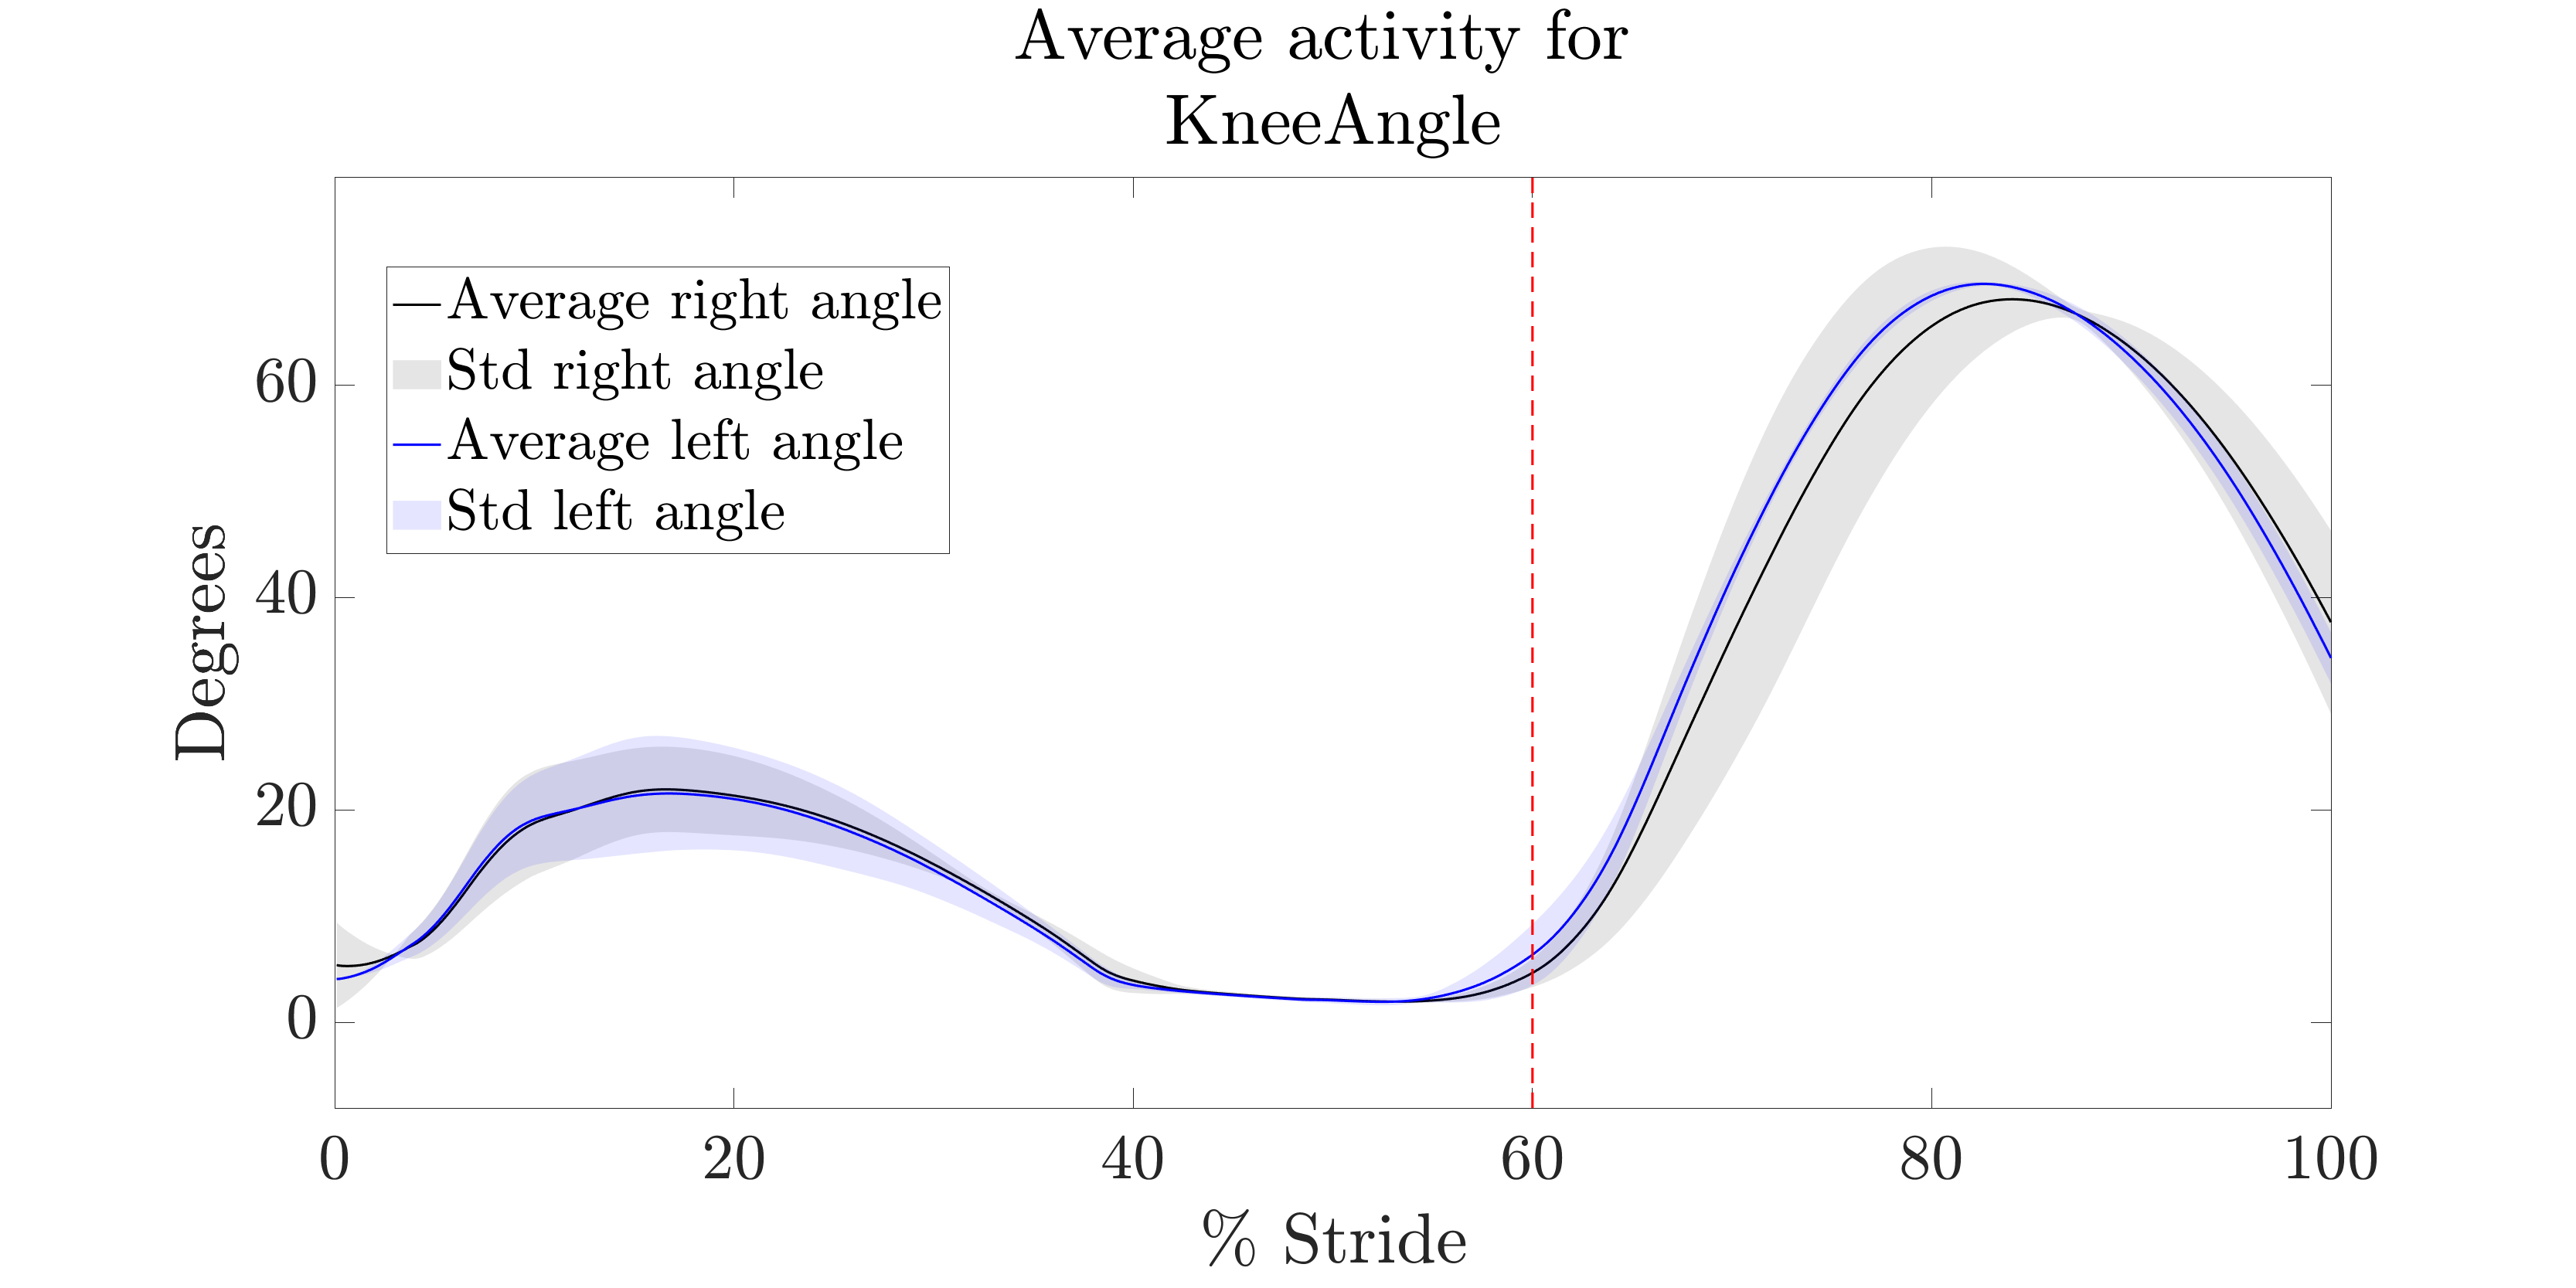 Average activity for
KneeAngle
Average right angle
Std right angle
Average left angle
Std left angle
Degrees
60
40
20
0
0 20 40 60 80 100
% Stride